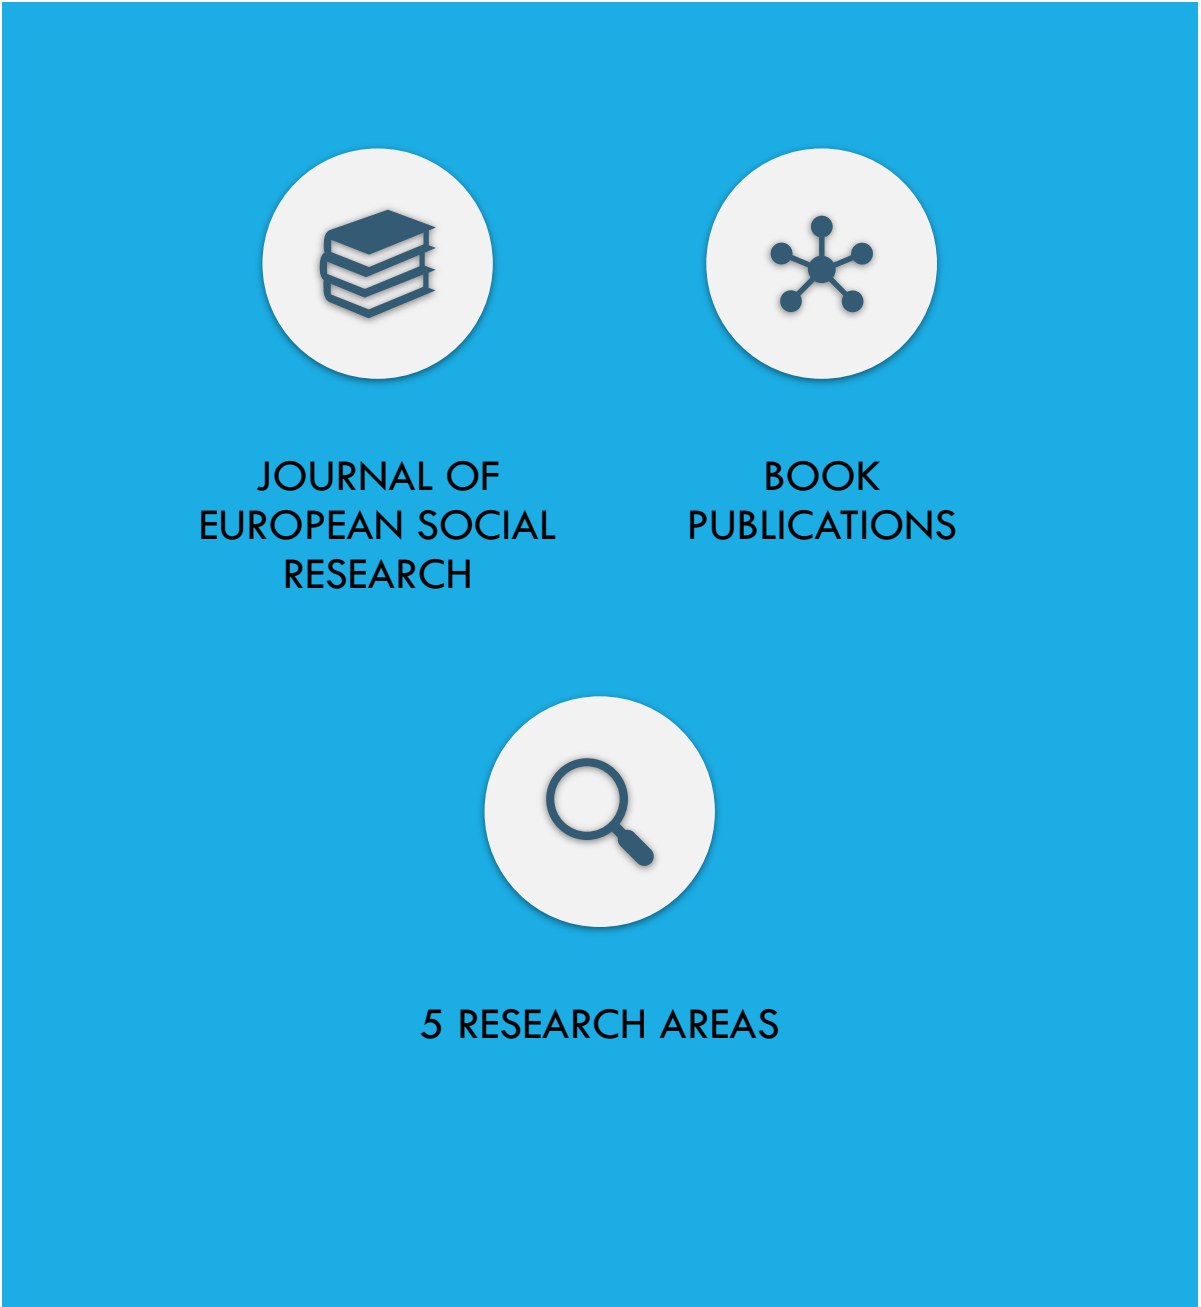 JOURNAL OF
EUROPEAN SOCIAL
RESEARCH
BOOK
PUBLICATIONS
5 RESEARCH AREAS